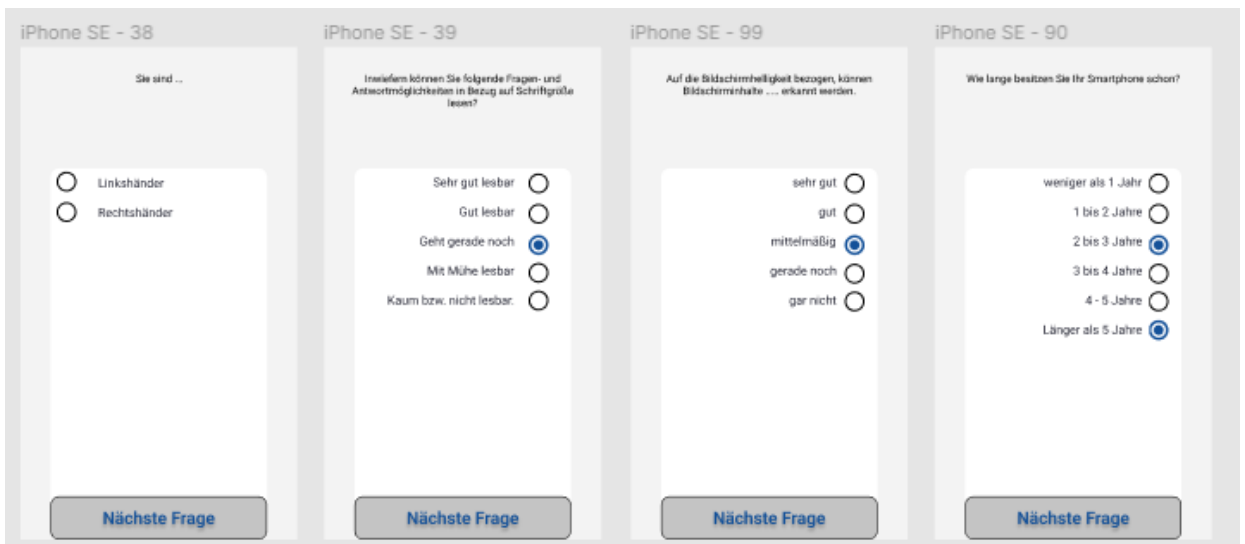 iPhone SE - 38
Sie sind ...
Linkshänder
Rechtshänder
Nächste Frage
iPhone SE - 39
Inwiefern können Sie folgende Fragen- und
Antwortmöglichkeiten in Bezug auf Schriftgröße
lesen?
Sehr gut lesbar
Gut lesbar
Geht gerade noch
Mit Mühe lesbar
Kaum bzw. nicht lesbar.
Nächste Frage
iPhone SE - 99
Auf die Bildschirmhelligkeit bezogen, können
Bildschirminhalte ..... erkannt werden.
sehr gut
gut
mittelmäßig
gerade noch
gar nicht
Nächste Frage
iPhone SE - 90
Wie lange besitzen Sie Ihr Smartphone schon?
weniger als 1 Jahr
1 bis 2 Jahre
2 bis 3 Jahre
3 bis 4 Jahre
4 - 5 Jahre
Länger als 5 Jahre
Nächste Frage